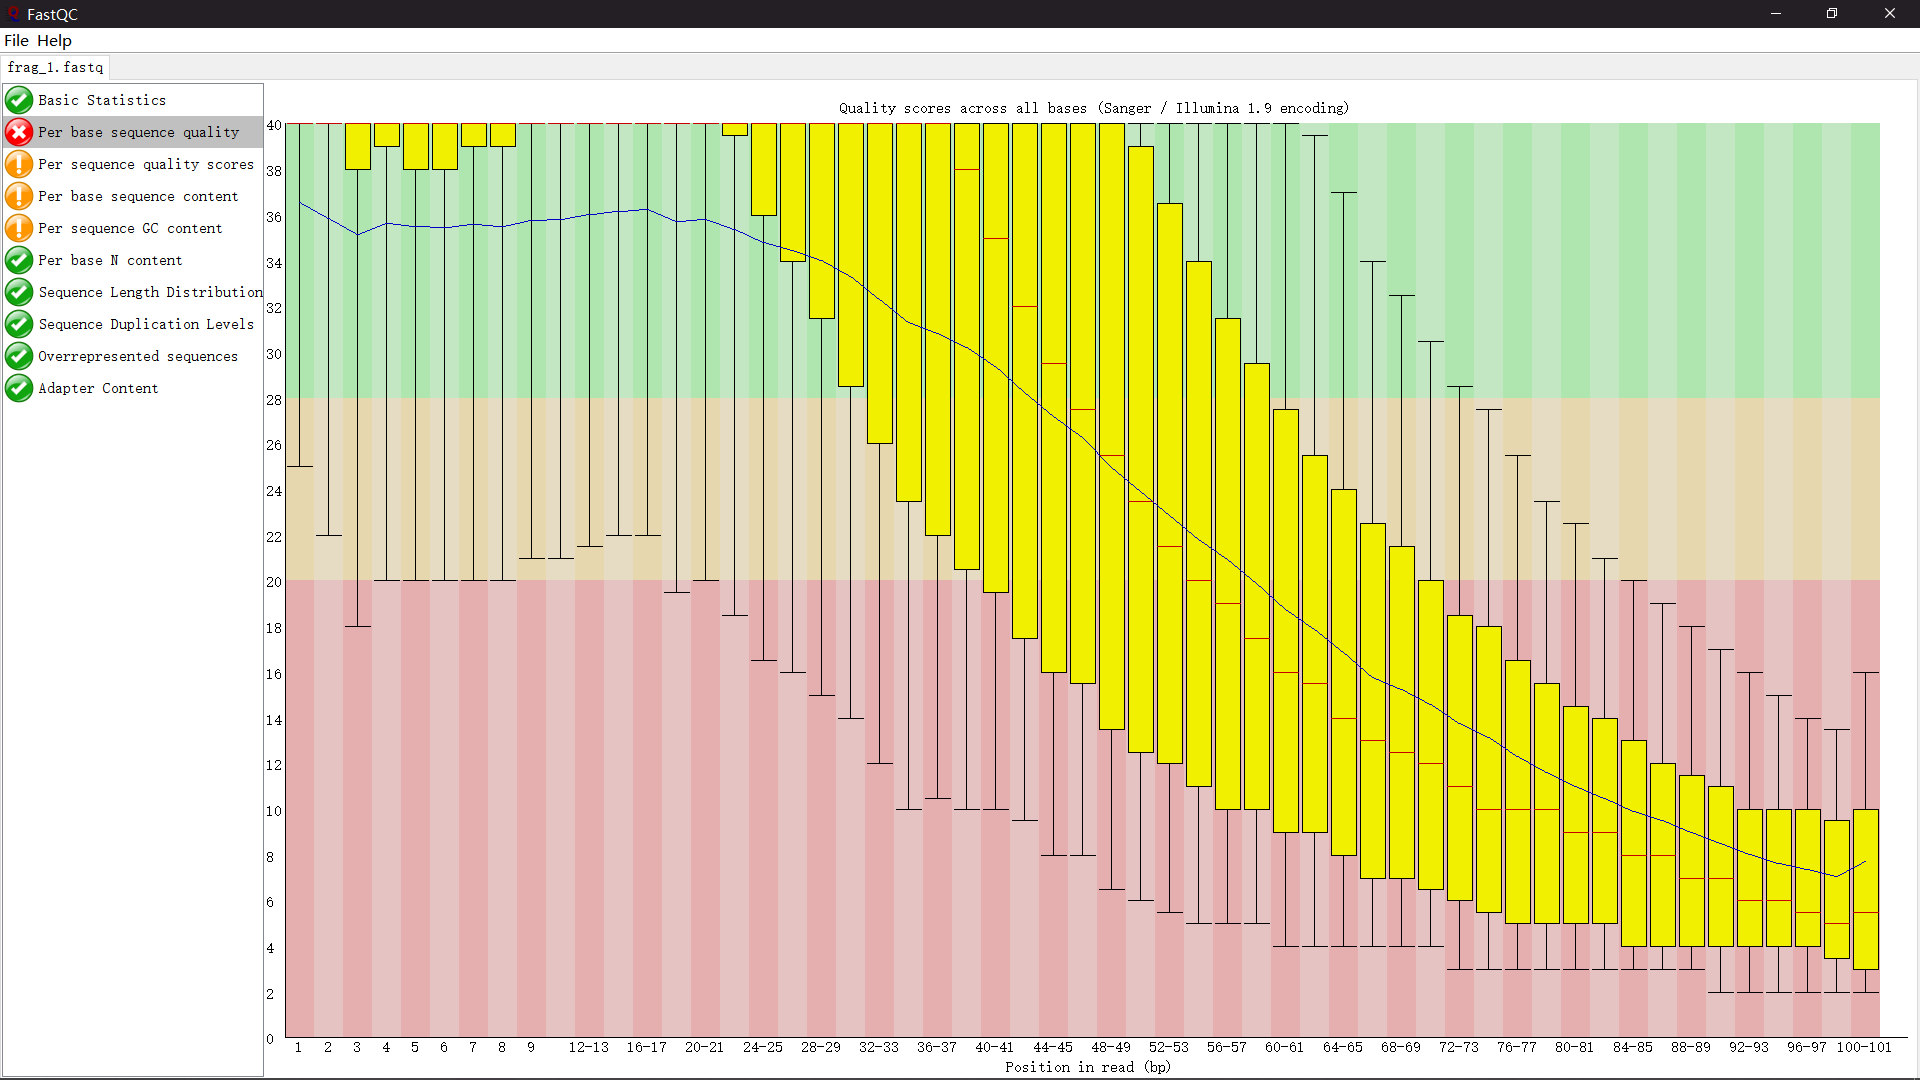 FastQC
File Help
frag_1.fastq
Basic Statistics
Per base sequence quality
Per sequence quality scores
Per base sequence content
Per sequence GC content
Per base N content
Sequence Length Distribution
Sequence Duplication Levels
Overrepresented sequences
Adapter Content
Quality scores across all bases (Sanger / Illumina 1.9 encoding)
40
38
36
34
32
30
28
26
24
22
20
18
16
14
12
10
8
6
4
2
0
1 2 3 4 5 6 7 8 9 12-13 16-17 20-21 24-25 28-29 32-33 36-37 40-41 44-45 48-49 52-53 56-57 60-61 64-65 68-69 72-73 76-77 80-81 84-85 88-89 92-93 96-97 100-101
Position in read (bp)